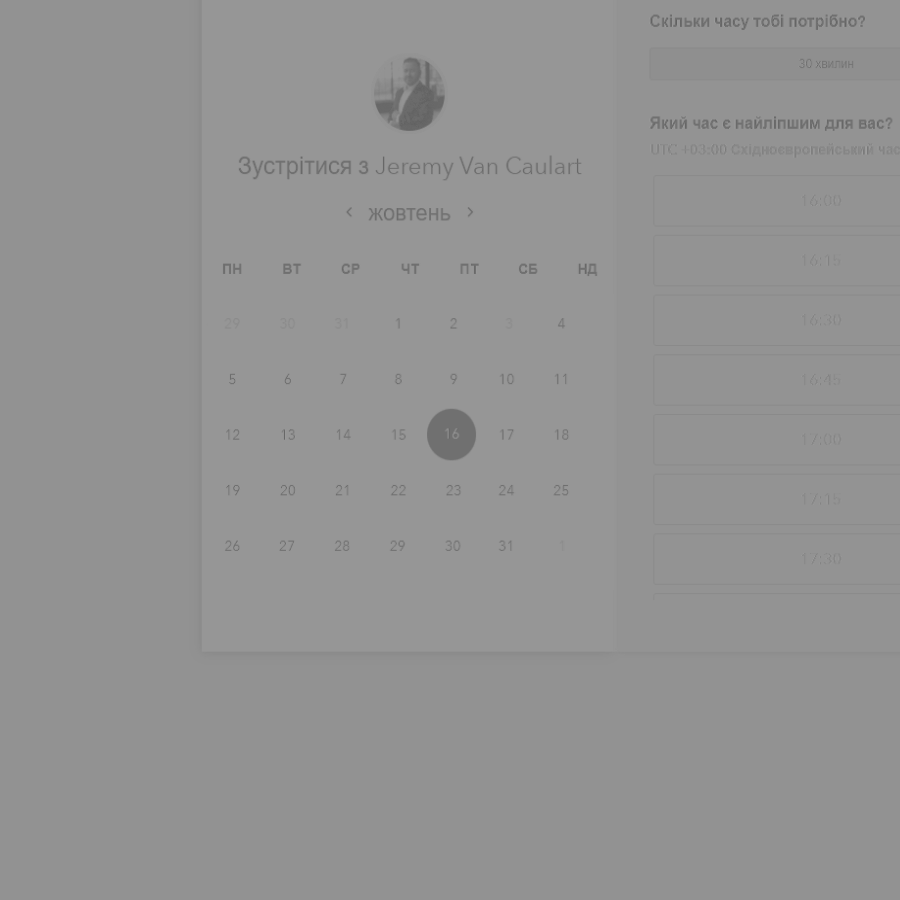 Зустрітися з Jeremy Van Caulart
‹ жовтень ›
ПН ВТ СР ЧТ ПТ СБ НД
29 30 31 1 2 3 4
5 6 7 8 9 10 11
12 13 14 15 16 17 18
19 20 21 22 23 24 25
26 27 28 29 30 31 1
Скільки часу тобі потрібно?
30 хвилин
Який час є найліпшим для вас?
UTC +03:00 Східноєвропейський час
16:00
16:15
16:30
16:45
17:00
17:15
17:30